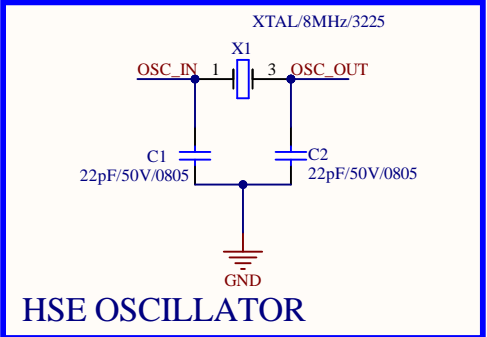 XTAL/8MHz/3225
X1
OSC_IN 1 3 OSC_OUT
C1 C2
22pF/50V/0805 22pF/50V/0805
GND
HSE OSCILLATOR